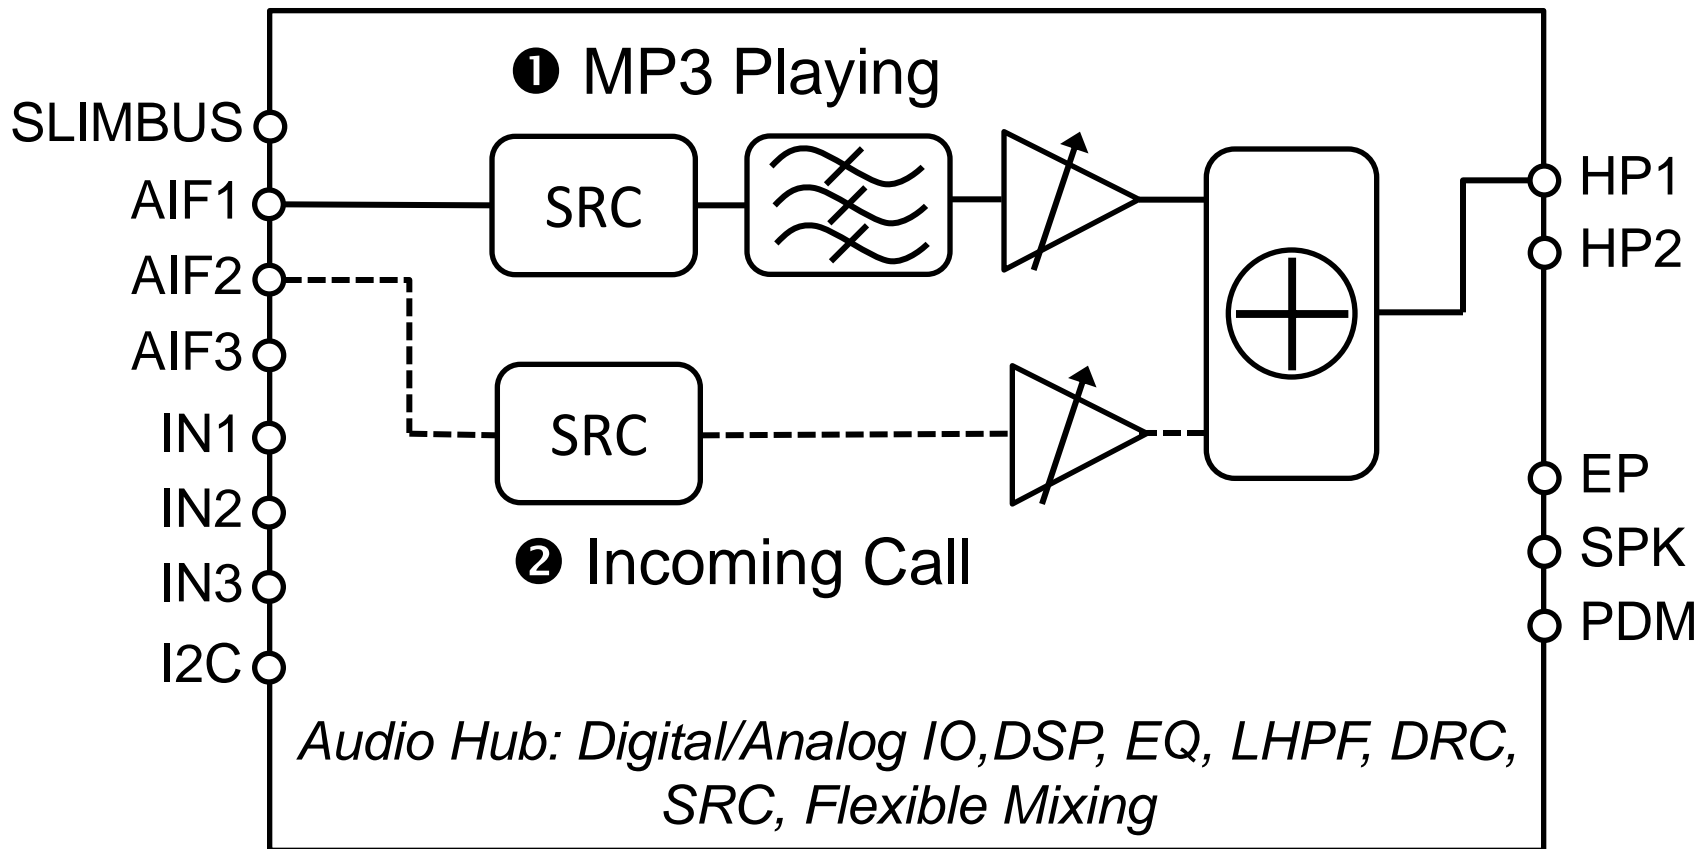 ❶ MP3 Playing
SLIMBUS
AIF1
AIF2
AIF3
IN1
IN2
IN3
I2C
SRC
SRC
❷ Incoming Call
HP1
HP2
EP
SPK
PDM
Audio Hub: Digital/Analog IO,DSP, EQ, LHPF, DRC,
SRC, Flexible Mixing